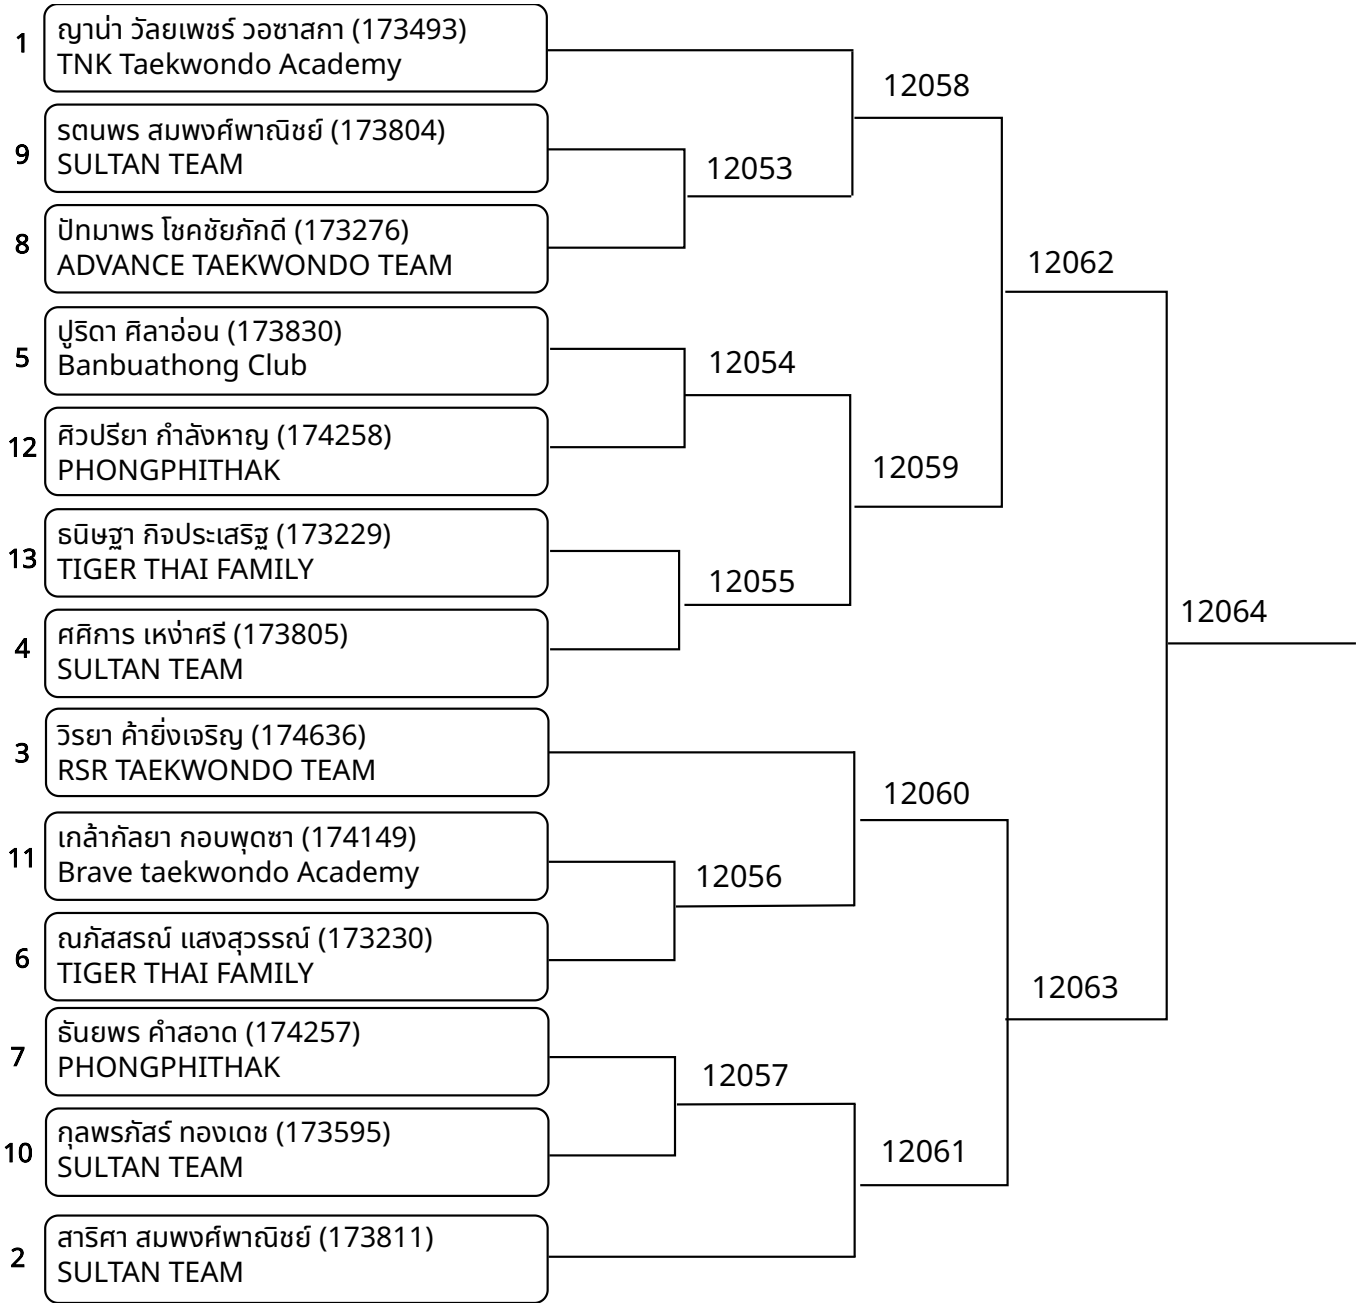 1
ญาน่า วัลยเพชร์ วอซาสกา (173493)
TNK Taekwondo Academy
12058
9
รตนพร สมพงศ์พาณิชย์ (173804)
SULTAN TEAM
12053
8
ปัทมาพร โชคชัยภักดี (173276)
ADVANCE TAEKWONDO TEAM
12062
5
ปูริดา ศิลาอ่อน (173830)
Banbuathong Club
12054
12
ศิวปรียา กำลังหาญ (174258)
PHONGPHITHAK
12059
13
ธนิษฐา กิจประเสริฐ (173229)
TIGER THAI FAMILY
12055
4
ศศิการ เหง่าศรี (173805)
SULTAN TEAM
12064
3
วิรยา ค้ายิ่งเจริญ (174636)
RSR TAEKWONDO TEAM
12060
11
เกล้ากัลยา กอบพุดซา (174149)
Brave taekwondo Academy
12056
6
ณภัสสรณ์ แสงสุวรรณ์ (173230)
TIGER THAI FAMILY
12063
7
ธันยพร คำสอาด (174257)
PHONGPHITHAK
12057
10
กุลพรภัสร์ ทองเดช (173595)
SULTAN TEAM
12061
2
สาริศา สมพงศ์พาณิชย์ (173811)
SULTAN TEAM